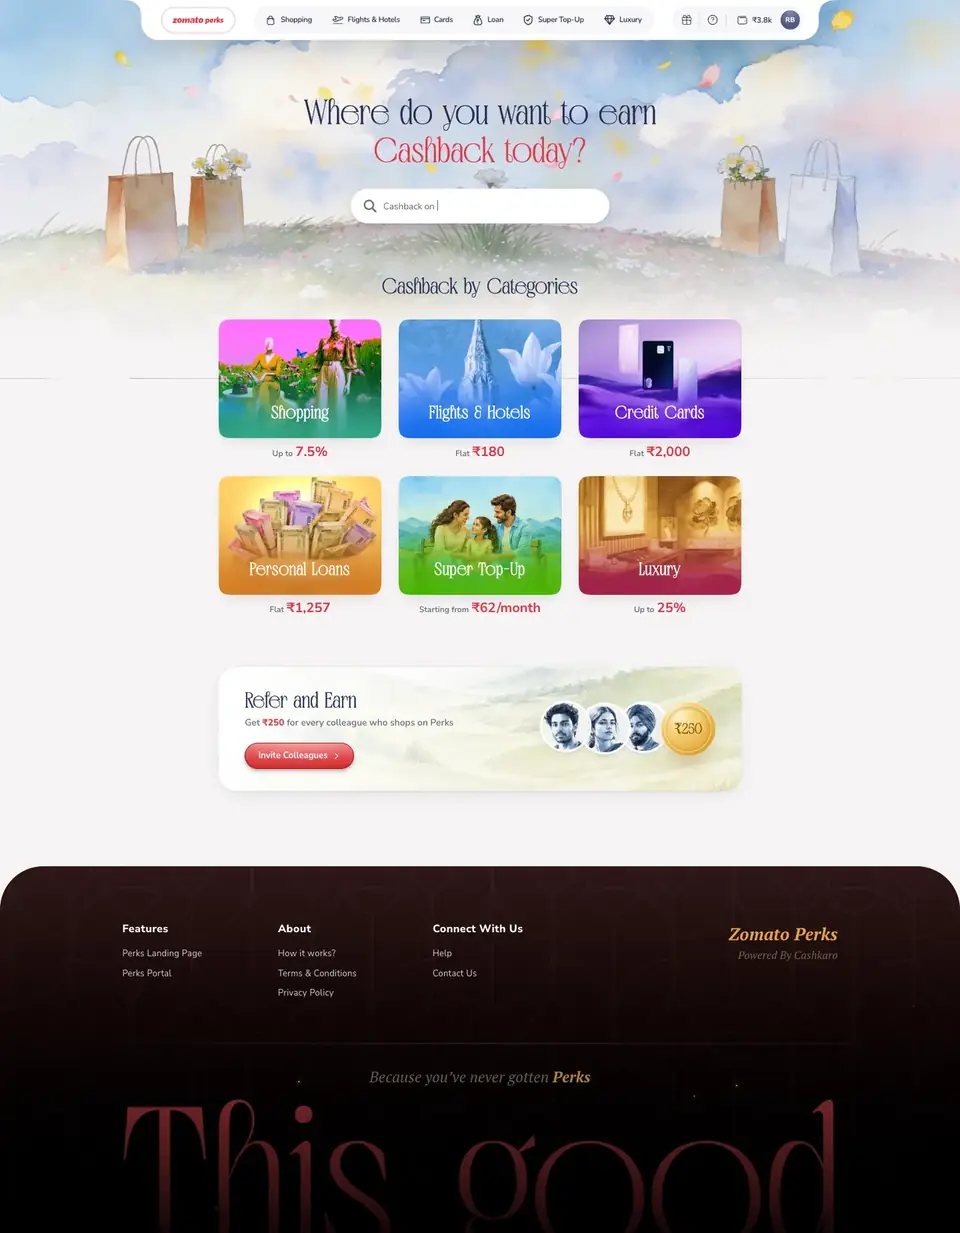 zomato perks
Shopping
Flights & Hotels
Cards
Loan
Super Top-Up
Luxury
₹3.8k
RB
Where do you want to earn
Cashback today?
Cashback on
Cashback by Categories
Shopping
Flights & Hotels
Credit Cards
Up to 7.5%
Flat ₹180
Flat ₹2,000
Personal Loans
Super Top-Up
Luxury
Flat ₹1,257
Starting from ₹62/month
Up to 25%
Refer and Earn
Get ₹250 for every colleague who shops on Perks
Invite Colleagues
₹250
Features
Perks Landing Page
Perks Portal
About
How it works?
Terms & Conditions
Privacy Policy
Connect With Us
Help
Contact Us
Zomato Perks
Powered By Cashkaro
Because you've never gotten Perks
This good